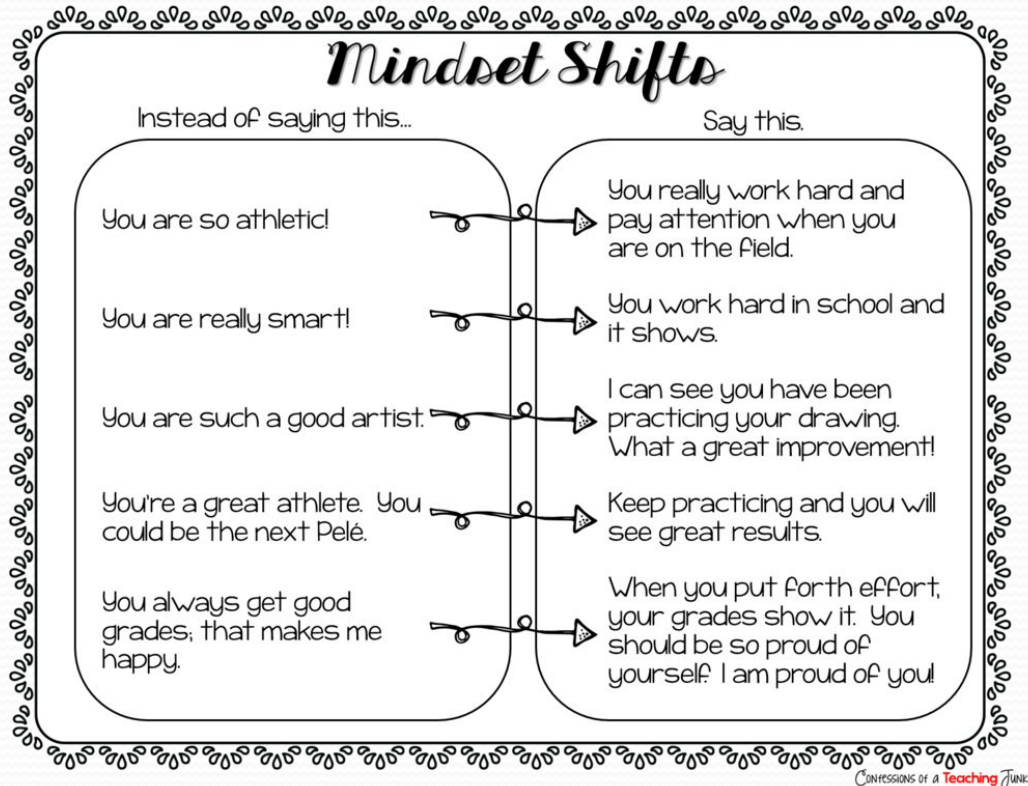 Mindset Shifts
Instead of saying this...
Say this.
You are so athletic!
You really work hard and
pay attention when you
are on the field.
You are really smart!
You work hard in school and
it shows.
You are such a good artist.
I can see you have been
practicing your drawing.
What a great improvement!
You're a great athlete. You
could be the next Pelé.
Keep practicing and you will
see great results.
You always get good
grades; that makes me
happy.
When you put forth effort,
your grades show it. You
should be so proud of
yourself. I am proud of you!
Confessions of a Teaching Junk